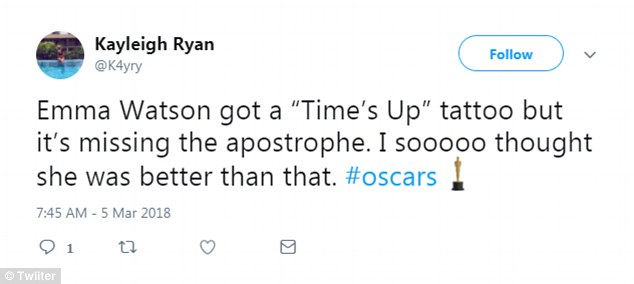 Kayleigh Ryan
@K4yry
Follow
Emma Watson got a “Time’s Up” tattoo but
it’s missing the apostrophe. I sooooo thought
she was better than that. #oscars
7:45 AM - 5 Mar 2018
1
© Twitter